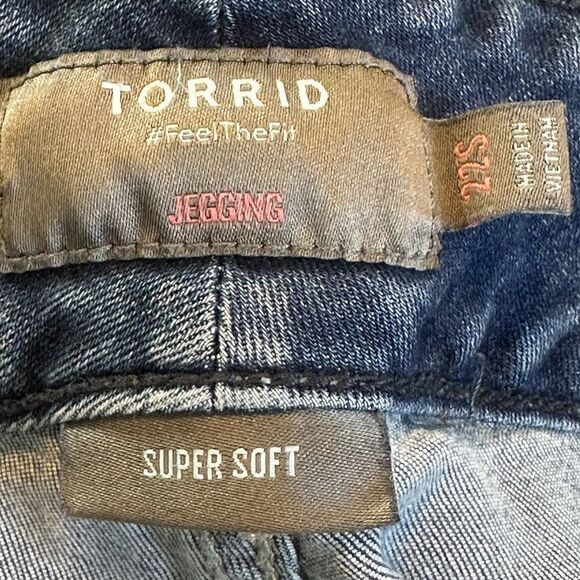 TORRID
#FeelTheFit
JEGGING
22S
MADE IN
VIETNAM
SUPER SOFT